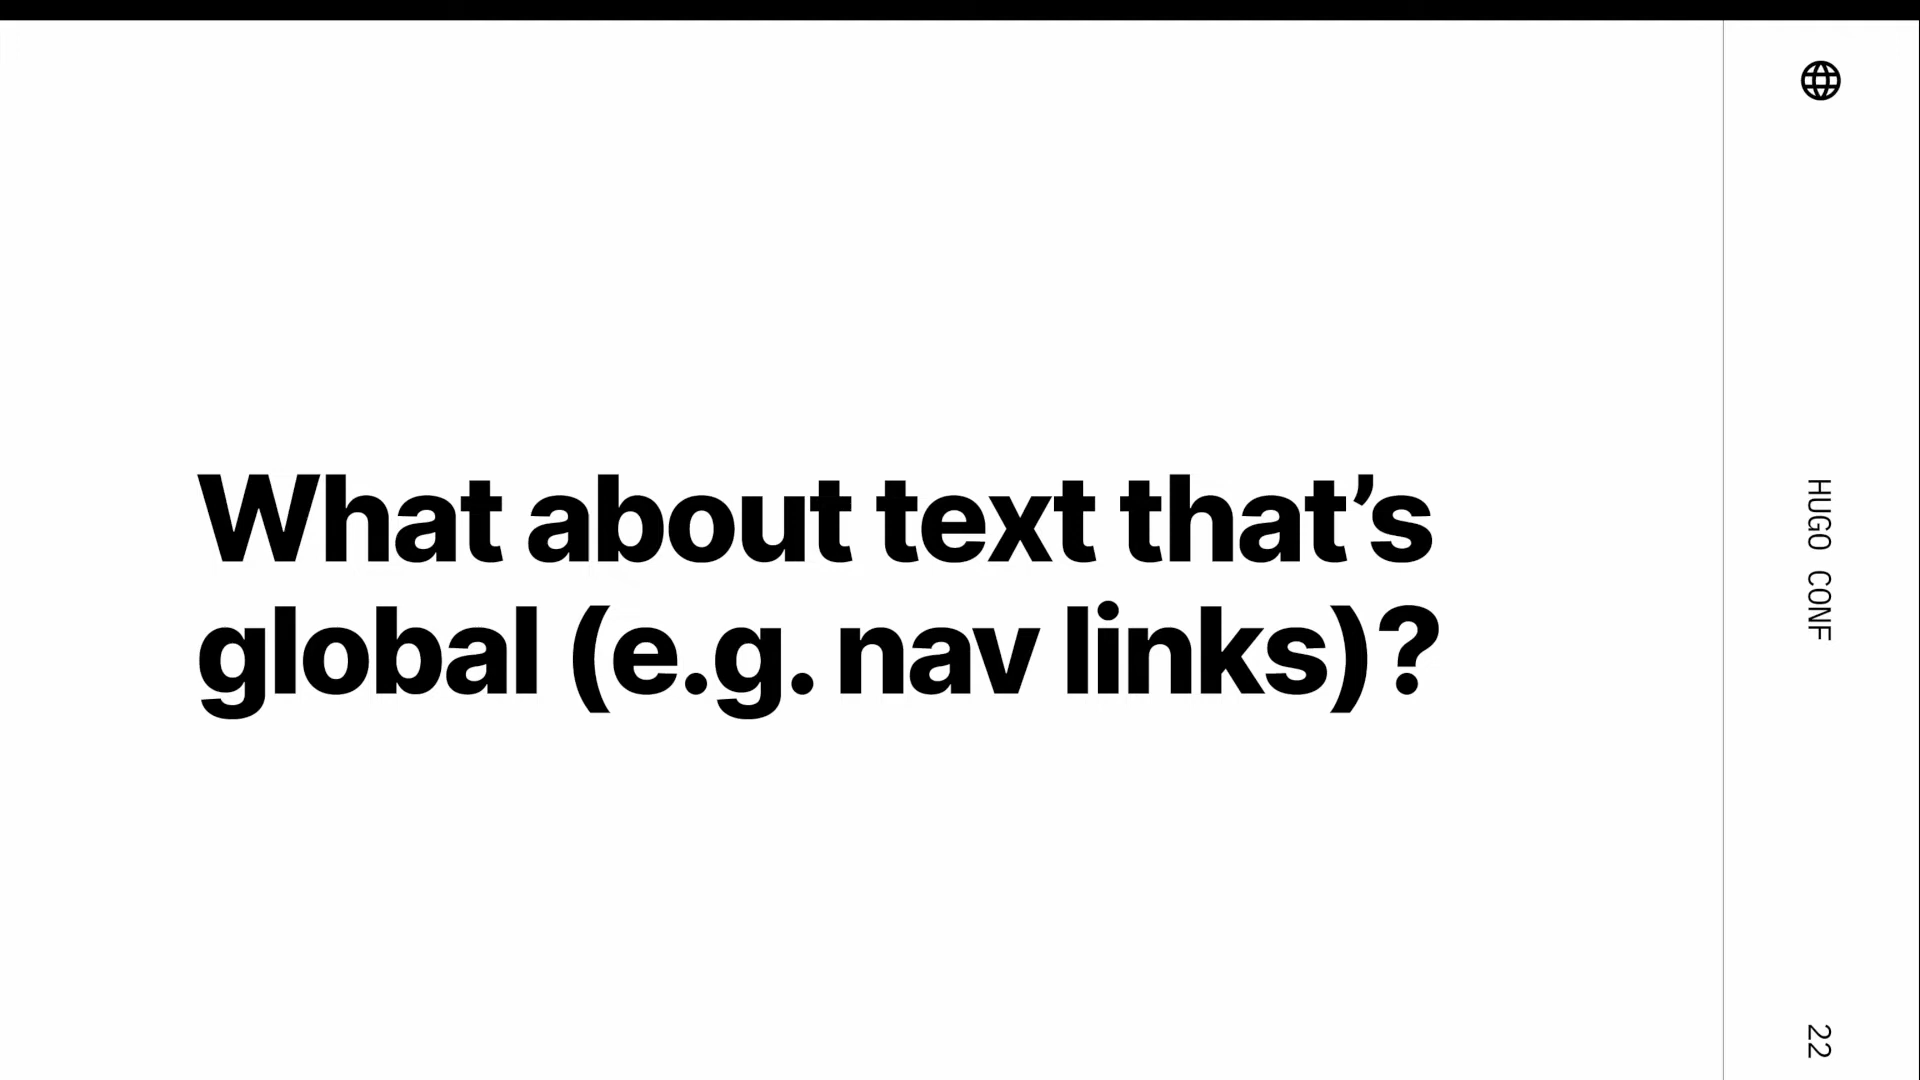 What about text that’s
global (e.g. nav links)?
HUGO CONF
22